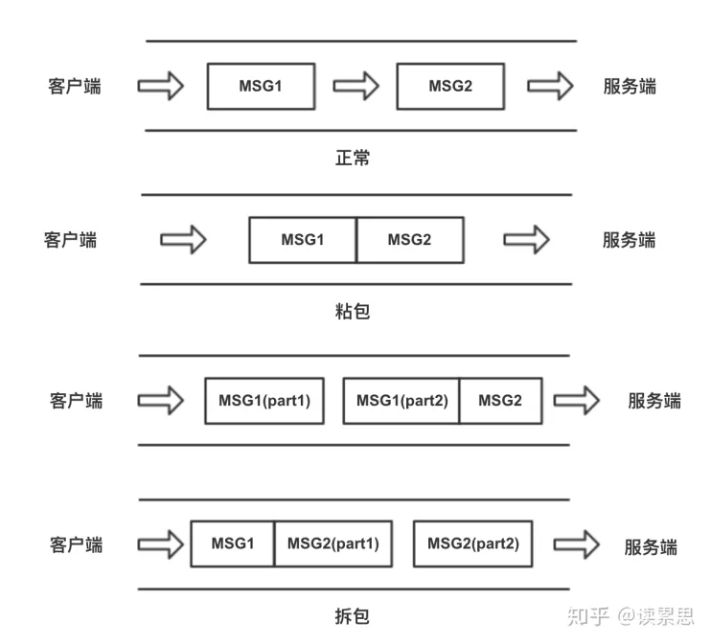 客户端 MSG1 MSG2 服务端
正常
客户端 MSG1 MSG2 服务端
粘包
客户端 MSG1(part1) MSG1(part2) MSG2 服务端
客户端 MSG1 MSG2(part1) MSG2(part2) 服务端
拆包
知乎 @读累思